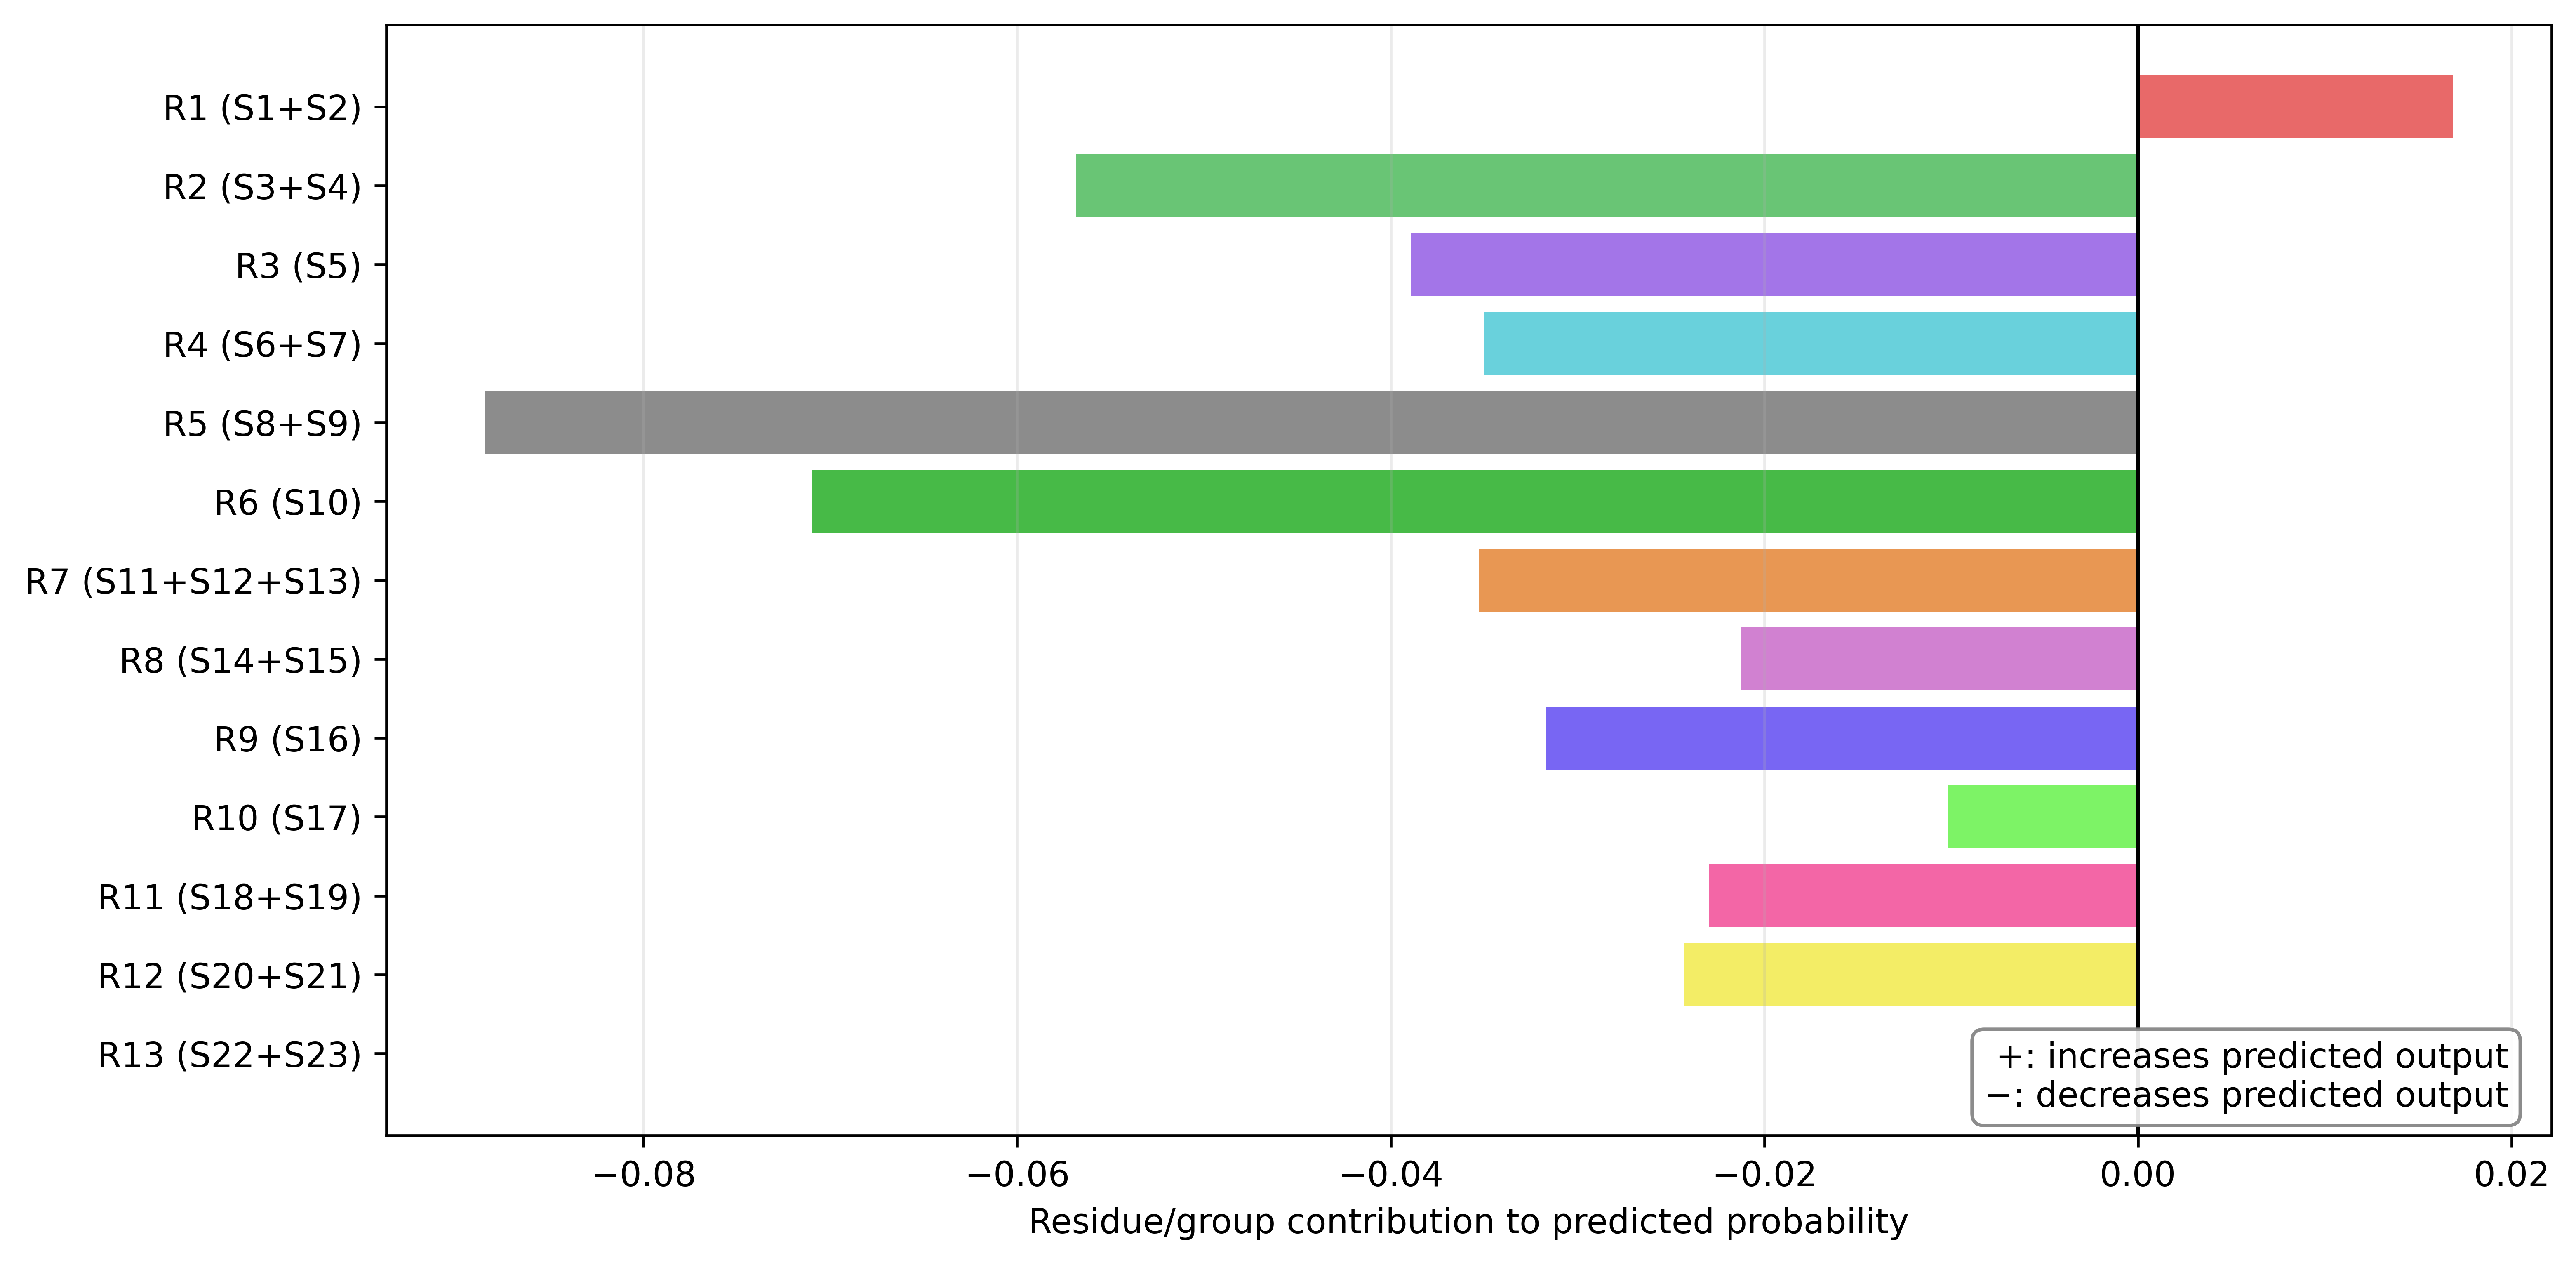 R1 (S1+S2)
R2 (S3+S4)
R3 (S5)
R4 (S6+S7)
R5 (S8+S9)
R6 (S10)
R7 (S11+S12+S13)
R8 (S14+S15)
R9 (S16)
R10 (S17)
R11 (S18+S19)
R12 (S20+S21)
R13 (S22+S23)
+: increases predicted output
−: decreases predicted output
−0.08 −0.06 −0.04 −0.02 0.00 0.02
Residue/group contribution to predicted probability